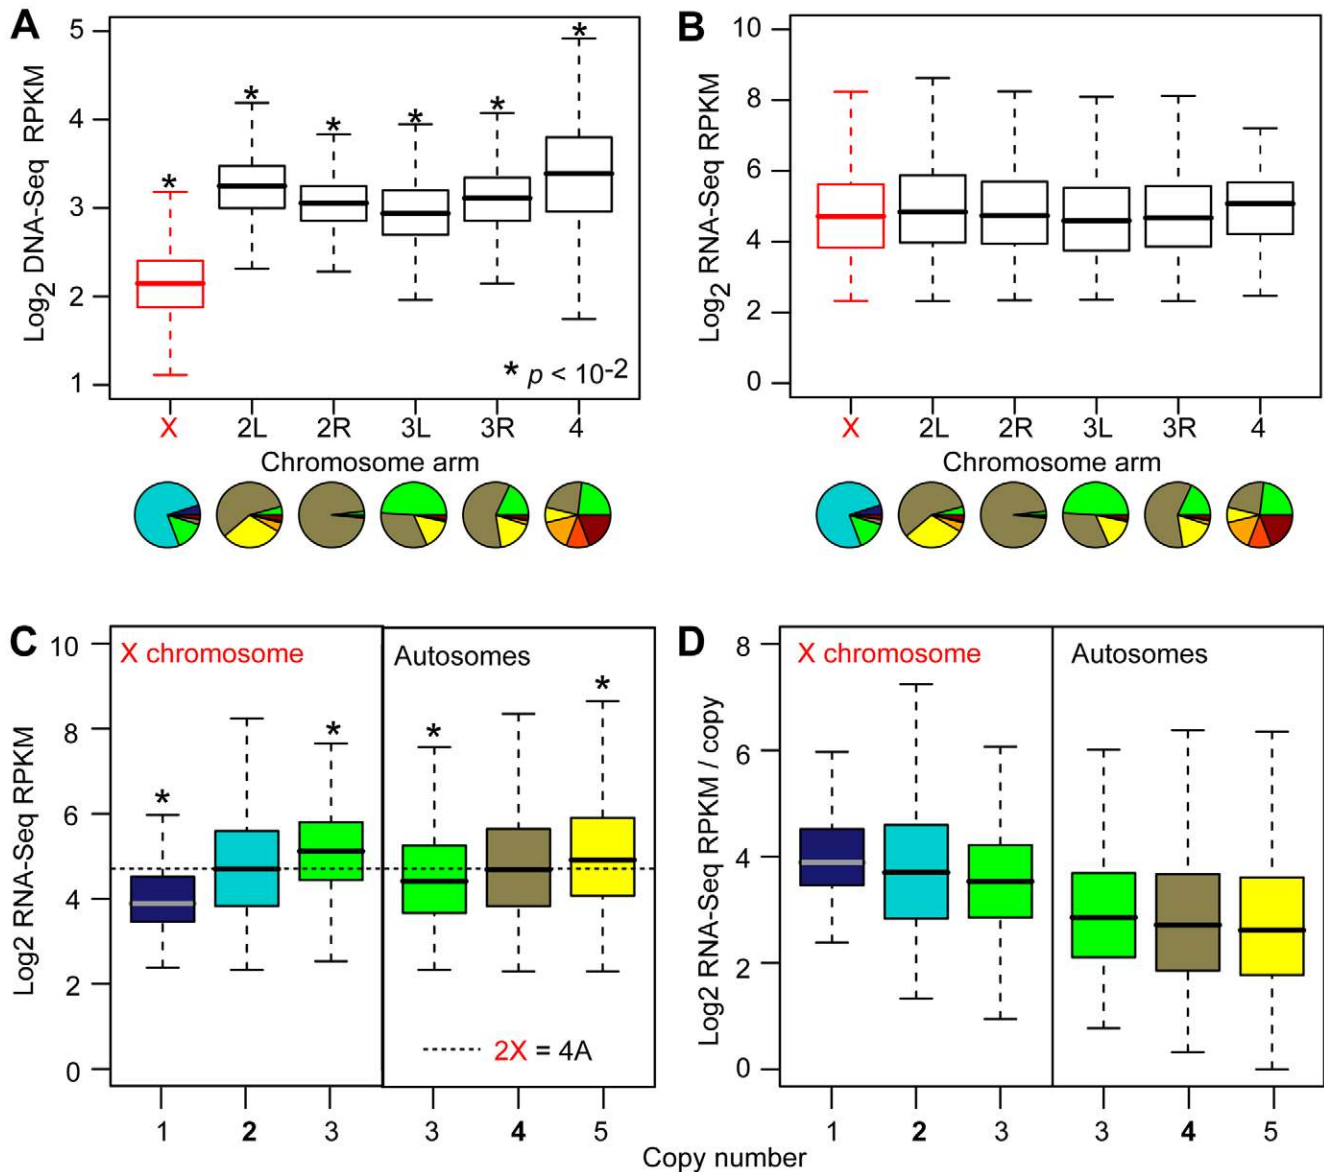 A
Log2 DNA-Seq RPKM
5
4
3
2
1
*
*
*
*
*
*
* p < 10-2
X 2L 2R 3L 3R 4
Chromosome arm
B
Log2 RNA-Seq RPKM
10
8
6
4
2
0
X 2L 2R 3L 3R 4
Chromosome arm
C
Log2 RNA-Seq RPKM
10
8
6
4
2
0
X chromosome
Autosomes
*
*
*
*
2X = 4A
1 2 3 3 4 5
D
Log2 RNA-Seq RPKM / copy
8
6
4
2
0
X chromosome
Autosomes
1 2 3 3 4 5
Copy number